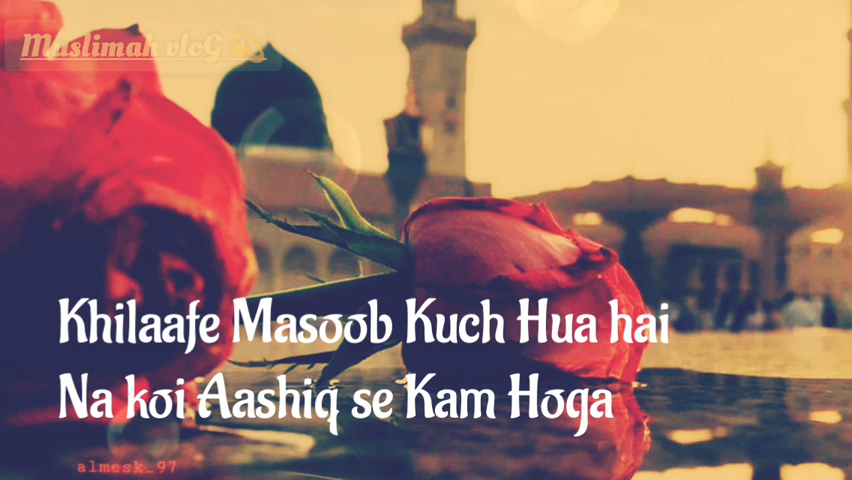 Muslimah vloG
Khilaafe Masoob Kuch Hua hai
Na koi Aashiq se Kam Hoga
almesk_97